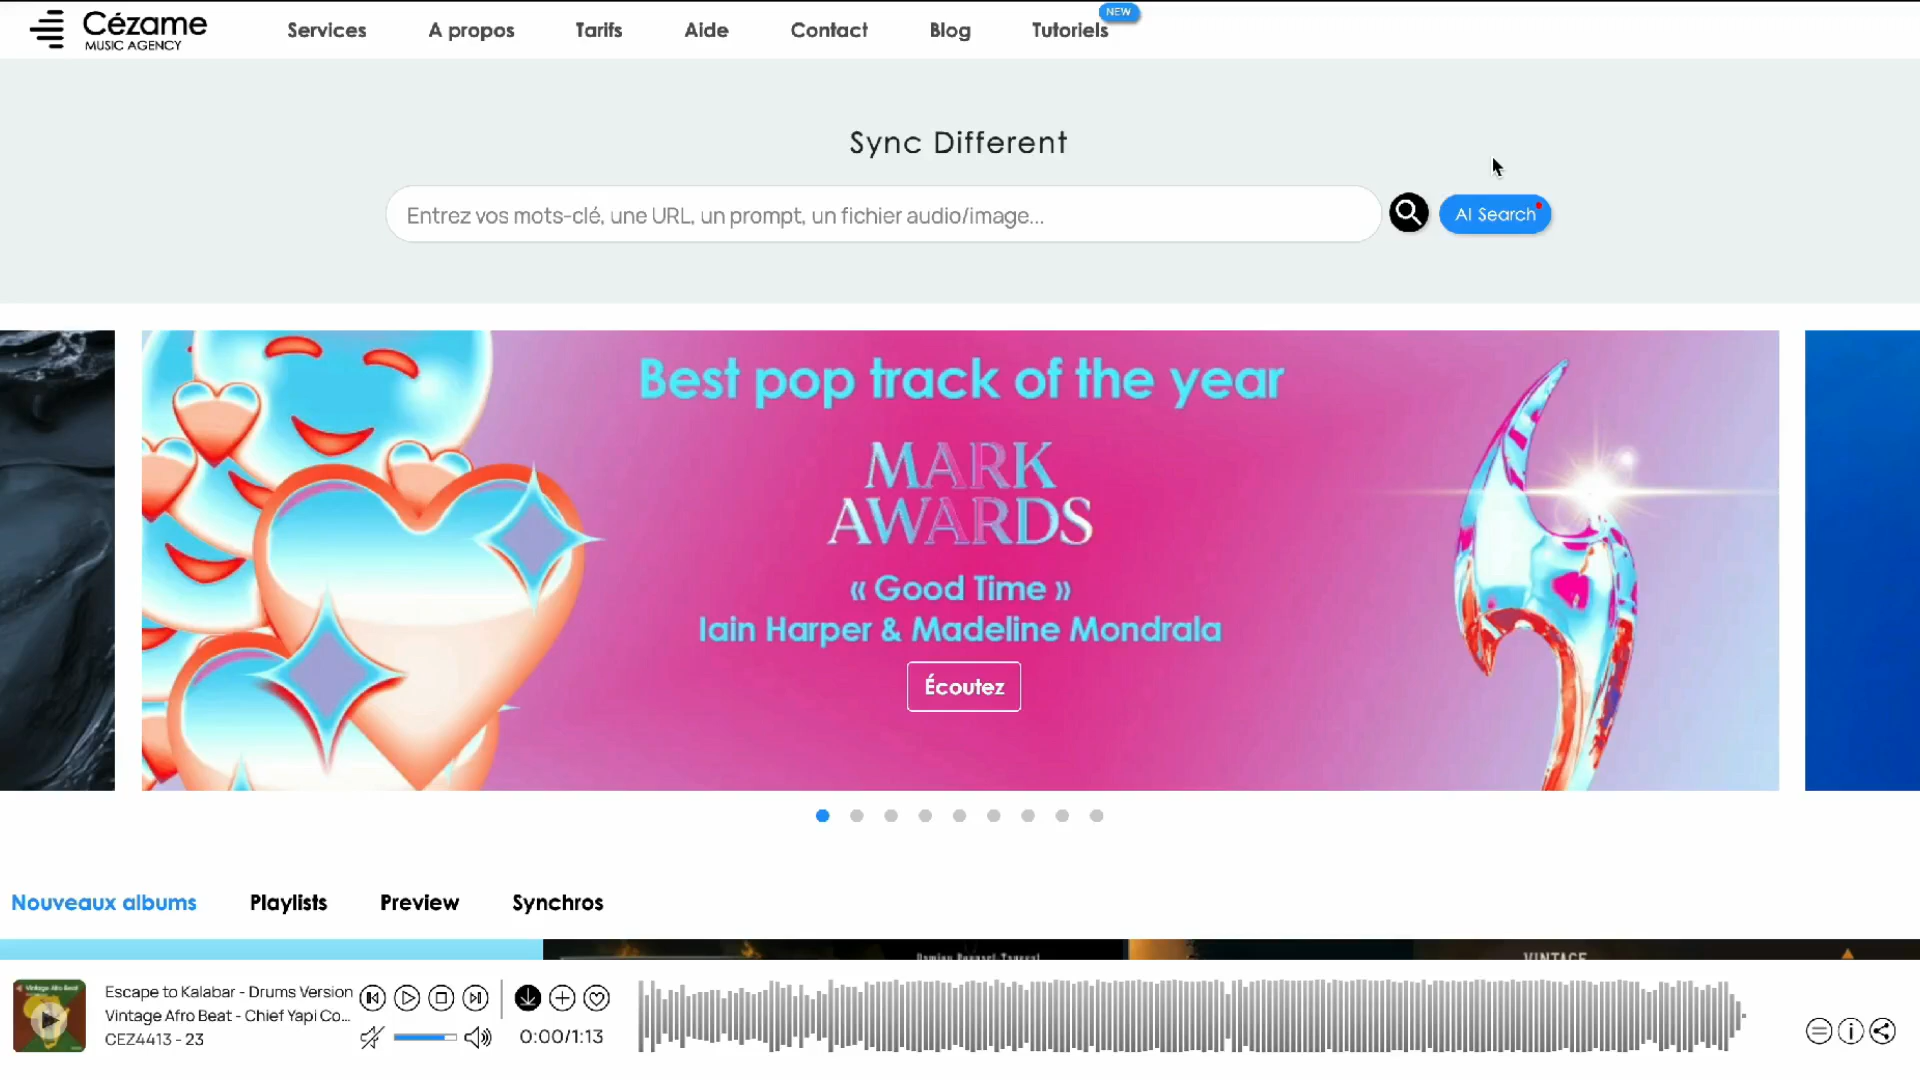 Cézame
MUSIC AGENCY
Services
A propos
Tarifs
Aide
Contact
Blog
Tutoriels
NEW
Sync Different
Entrez vos mots-clé, une URL, un prompt, un fichier audio/image...
AI Search
Best pop track of the year
MARK
AWARDS
« Good Time »
Iain Harper & Madeline Mondrala
Écoutez
Nouveaux albums
Playlists
Preview
Synchros
VINTAGE
Vintage Afro Beat
Escape to Kalabar - Drums Version
Vintage Afro Beat - Chief Yapi Co...
CEZ4413 - 23
0:00/1:13